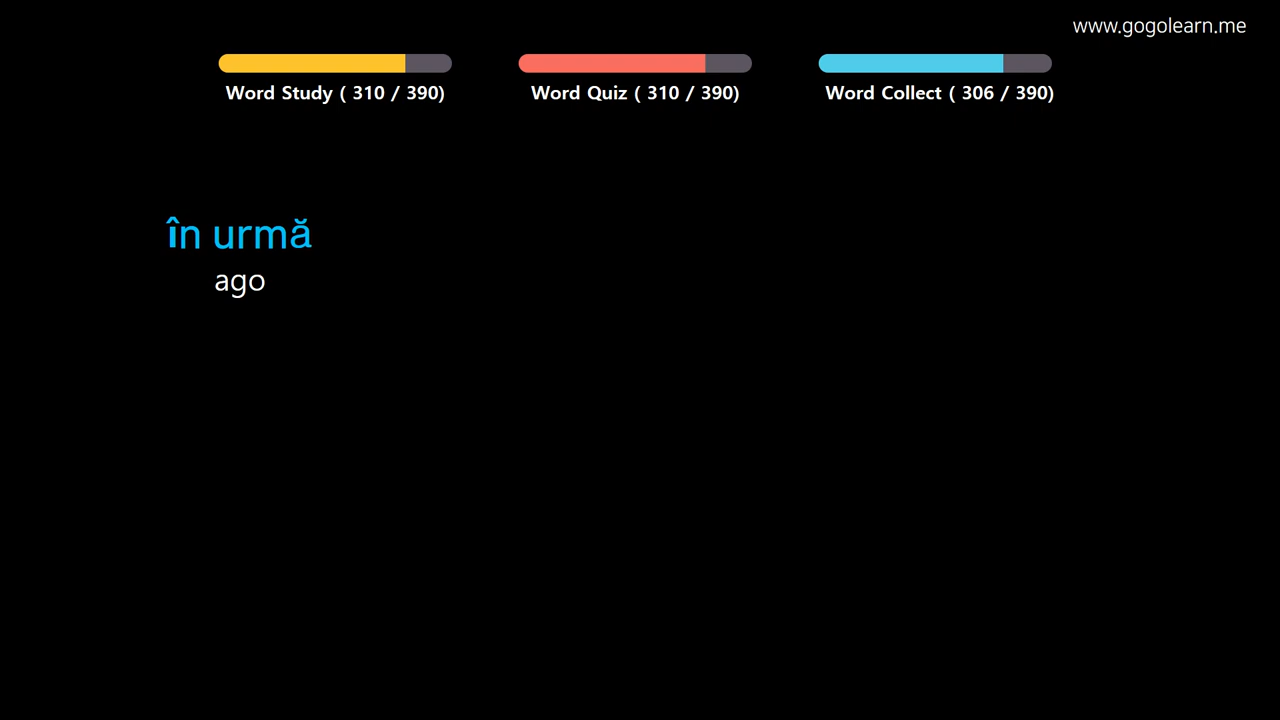 www.gogolearn.me
Word Study ( 310 / 390)
Word Quiz ( 310 / 390)
Word Collect ( 306 / 390)
în urmă
ago